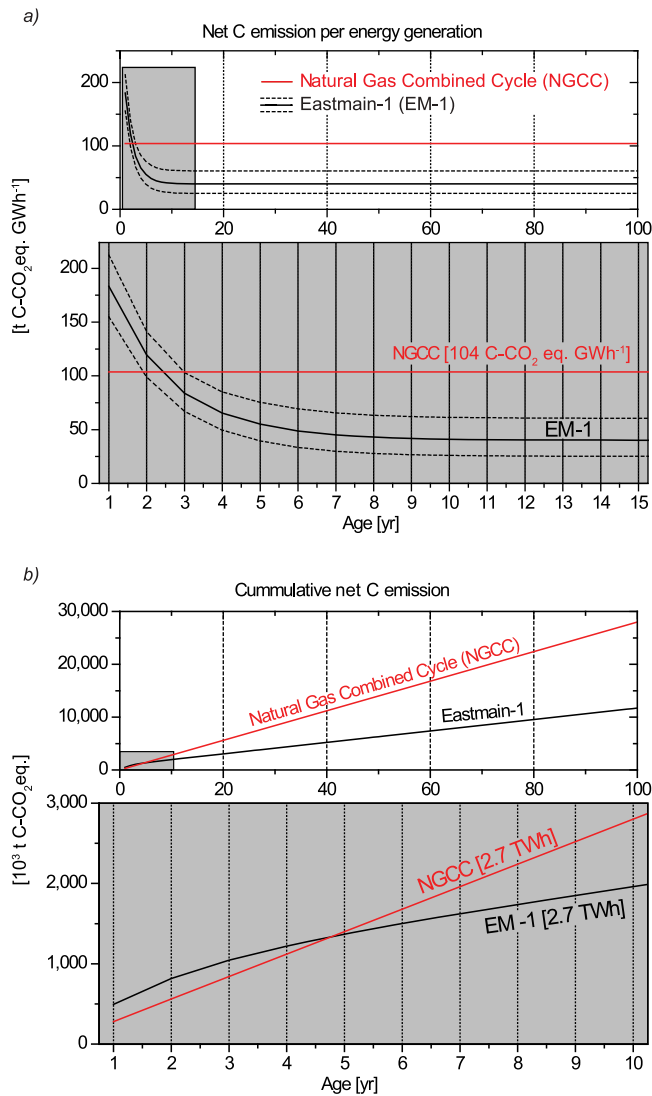 a)
Net C emission per energy generation
200
100
0
Natural Gas Combined Cycle (NGCC)
Eastmain-1 (EM-1)
0 20 40 60 80 100
[t C-CO₂eq. GWh⁻¹]
200
150
100
50
0
NGCC [104 C-CO₂ eq. GWh⁻¹]
EM-1
1 2 3 4 5 6 7 8 9 10 11 12 13 14 15
Age [yr]
b)
Cummulative net C emission
30,000
20,000
10,000
0
Natural Gas Combined Cycle (NGCC)
Eastmain-1
0 20 40 60 80 100
[10³ t C-CO₂eq.]
3,000
2,000
1,000
0
NGCC [2.7 TWh]
EM -1 [2.7 TWh]
1 2 3 4 5 6 7 8 9 10
Age [yr]